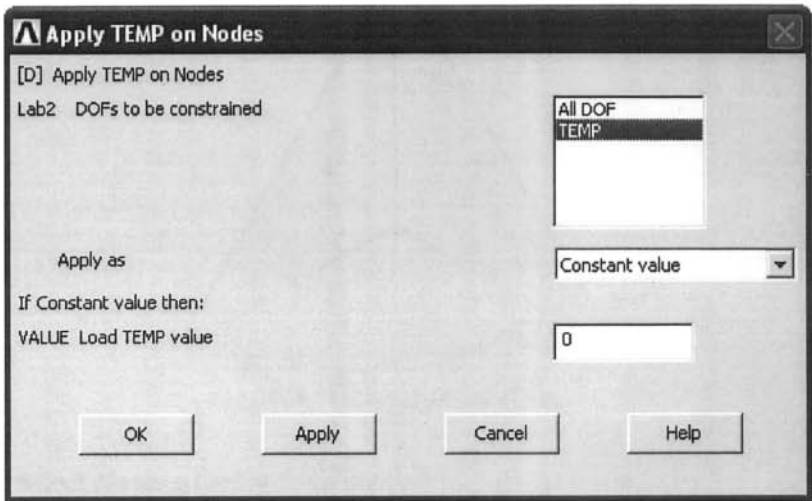 Apply TEMP on Nodes
[D] Apply TEMP on Nodes
Lab2 DOFs to be constrained
All DOF
TEMP
Apply as
Constant value
If Constant value then:
VALUE Load TEMP value
0
OK
Apply
Cancel
Help